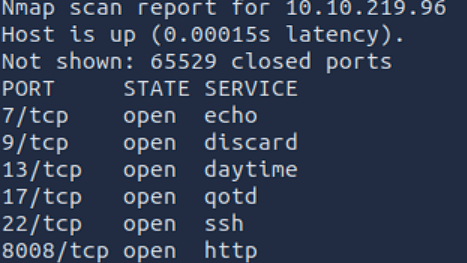 Nmap scan report for 10.10.219.96
Host is up (0.00015s latency).
Not shown: 65529 closed ports
PORT     STATE SERVICE
7/tcp    open  echo
9/tcp    open  discard
13/tcp   open  daytime
17/tcp   open  qotd
22/tcp   open  ssh
8008/tcp open  http